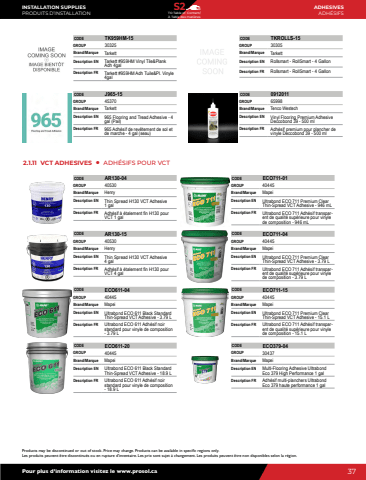 INSTALLATION SUPPLIES
PRODUITS D'INSTALLATION
S2
ADHESIVES
ADHÉSIFS
IMAGE
COMING SOON
IMAGE BIENTÔT
DISPONIBLE
CODE TK959HM-15
GROUP 30325
Brand/Marque Tarkett
Description EN Tarkett #959HM Vinyl Tile&Plank
Adh 4gal
Description FR Tarkett #959HM Adh Tuile&Pl. Vinyle
4gal
IMAGE
COMING
SOON
CODE TKROLLS-15
GROUP 30305
Brand/Marque Tarkett
Description EN Rollsmart - RollSmart - 4 Gallon
Description FR Rollsmart - RollSmart - 4 Gallon
965
CODE J965-15
GROUP 45370
Brand/Marque Tarkett
Description EN 965 Flooring and Tread Adhesive - 4
gal (Pail)
Description FR 965 Adhésif de revêtement de sol et
de marche - 4 gal (seau)
CODE 0912011
GROUP 65998
Brand/Marque Tenco Westech
Description EN Vinyl Flooring Premium Adhesive
Decobond 39 - 500 ml
Description FR Adhésif premium pour plancher de
vinyle Decobond 39 - 500 ml
2.1.11 VCT ADHESIVES • ADHÉSIFS POUR VCT
CODE AR130-04
GROUP 40530
Brand/Marque Henry
Description EN Thin Spread H130 VCT Adhesive
4 gal
Description FR Adhésif à étalement fin H130 pour
VCT 1 gal
CODE ECO711-01
GROUP 40445
Brand/Marque Mapei
Description EN Ultrabond ECO 711 Premium Clear
Thin-Spread VCT Adhesive - 946 mL
Description FR Ultrabond ECO 711 Adhésif transpar-
ent de qualité supérieure pour vinyle
de composition - 946 mL
CODE AR130-15
GROUP 40530
Brand/Marque Henry
Description EN Thin Spread H130 VCT Adhesive
4 gal
Description FR Adhésif à étalement fin H130 pour
VCT 4 gal
CODE ECO711-04
GROUP 40445
Brand/Marque Mapei
Description EN Ultrabond ECO 711 Premium Clear
Thin-Spread VCT Adhesive - 3.79 L
Description FR Ultrabond ECO 711 Adhésif transpar-
ent de qualité supérieure pour vinyle
de composition - 3.79 L
CODE ECO611-04
GROUP 40445
Brand/Marque Mapei
Description EN Ultrabond ECO 611 Black Standard
Thin-Spread VCT Adhesive - 3.79 L
Description FR Ultrabond ECO 611 Adhésif noir
standard pour vinyle de composition
- 3.79 L
CODE ECO711-15
GROUP 40445
Brand/Marque Mapei
Description EN Ultrabond ECO 711 Premium Clear
Thin-Spread VCT Adhesive - 15.1 L
Description FR Ultrabond ECO 711 Adhésif transpar-
ent de qualité supérieure pour vinyle
de composition - 15.1 L
CODE ECO611-20
GROUP 40445
Brand/Marque Mapei
Description EN Ultrabond ECO 611 Black Standard
Thin-Spread VCT Adhesive - 18.9 L
Description FR Ultrabond ECO 611 Adhésif noir
standard pour vinyle de composition
- 18.9 L
CODE ECO379-04
GROUP 30437
Brand/Marque Mapei
Description EN Multi-Flooring Adhesive Ultrabond
Eco 379 High Performance 1 gal
Description FR Adhésif multi-planchers Ultrabond
Eco 379 haute performance 1 gal
Products may be discontinued or out of stock. Price may change. Products can be available in specific regions only.
Les produits peuvent être discontinués ou en rupture d'inventaire. Les prix sont sujet à changement. Les produits peuvent être non disponibles selon la région.
Pour plus d'information visitez le www.prosol.ca
37